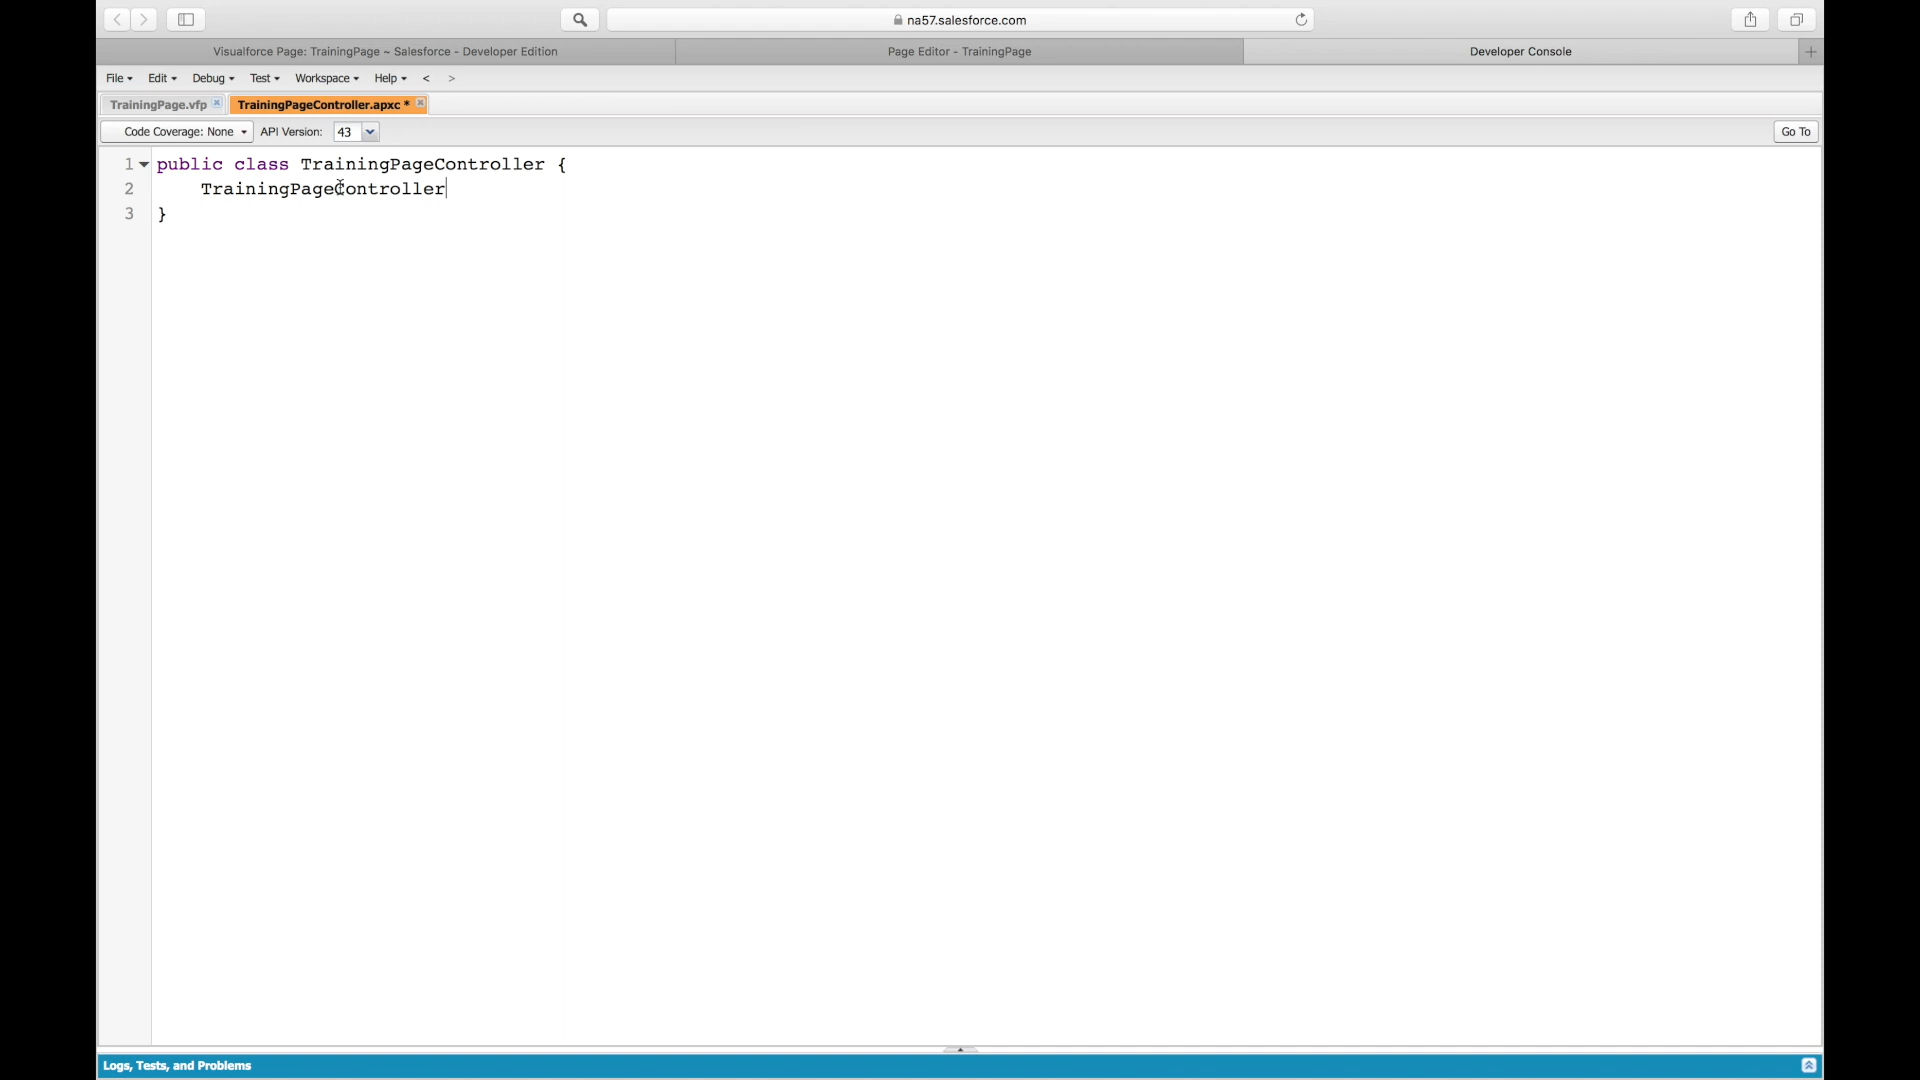 na57.salesforce.com
Visualforce Page: TrainingPage ~ Salesforce - Developer Edition
Page Editor - TrainingPage
Developer Console
File Edit Debug Test Workspace Help < >
TrainingPage.vfp TrainingPageController.apxc *
Code Coverage: None API Version: 43 Go To
1 public class TrainingPageController {
2 TrainingPageController
3 }
Logs, Tests, and Problems